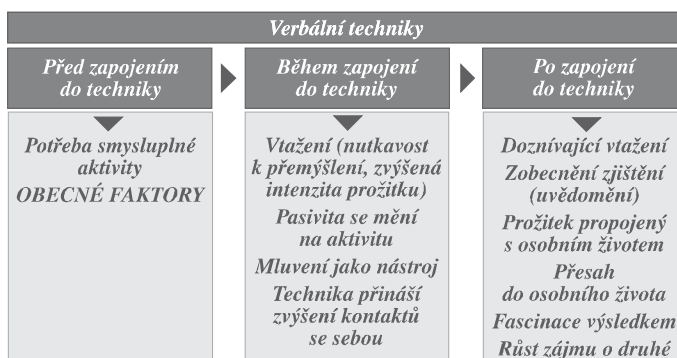 Verbální techniky
Před zapojením
do techniky
Během zapojení
do techniky
Po zapojení
do techniky
Potřeba smysluplné
aktivity
OBECNÉ FAKTORY
Vtažení (nutkavost
k přemýšlení, zvýšená
intenzita prožitku)
Pasivita se mění
na aktivitu
Mluvení jako nástroj
Technika přináší
zvýšení kontaktů
se sebou
Doznívající vtažení
Zobecnění zjištění
(uvědomění)
Prožitek propojený
s osobním životem
Přesah
do osobního života
Fascinace výsledkem
Růst zájmu o druhé